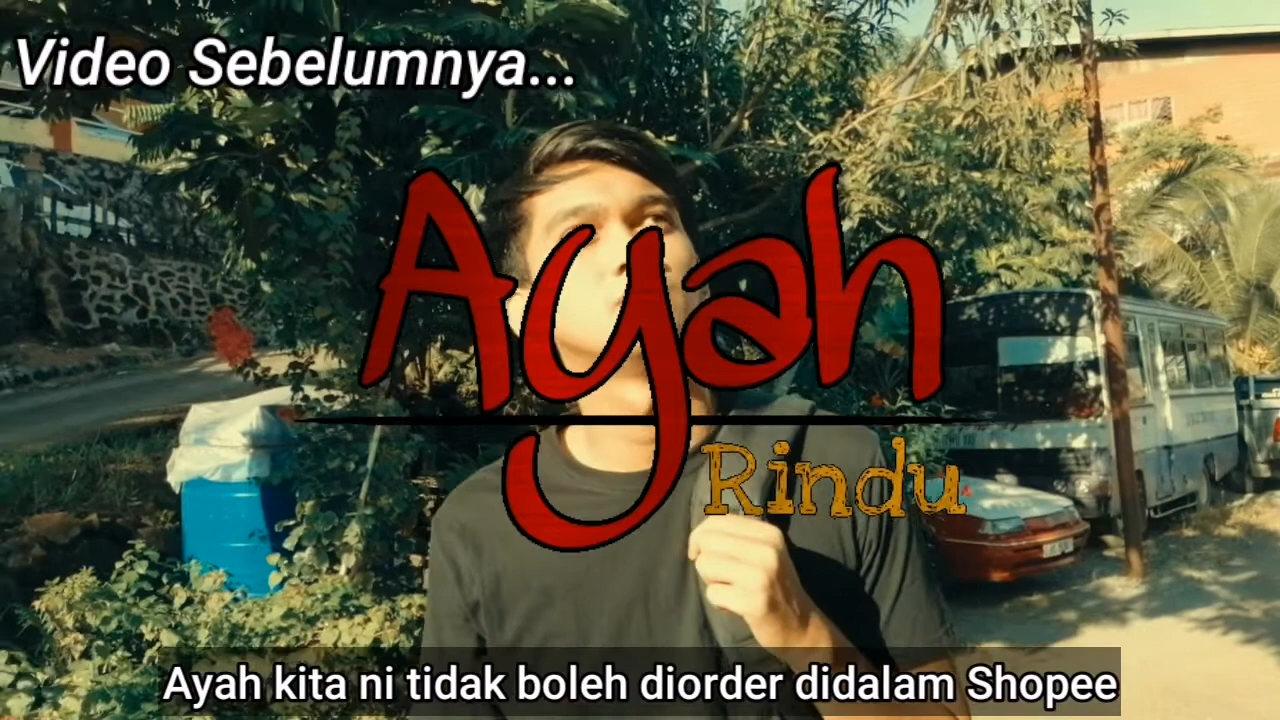 Video Sebelumnya...
Ayah
Rindu
Ayah kita ni tidak boleh diorder didalam Shopee